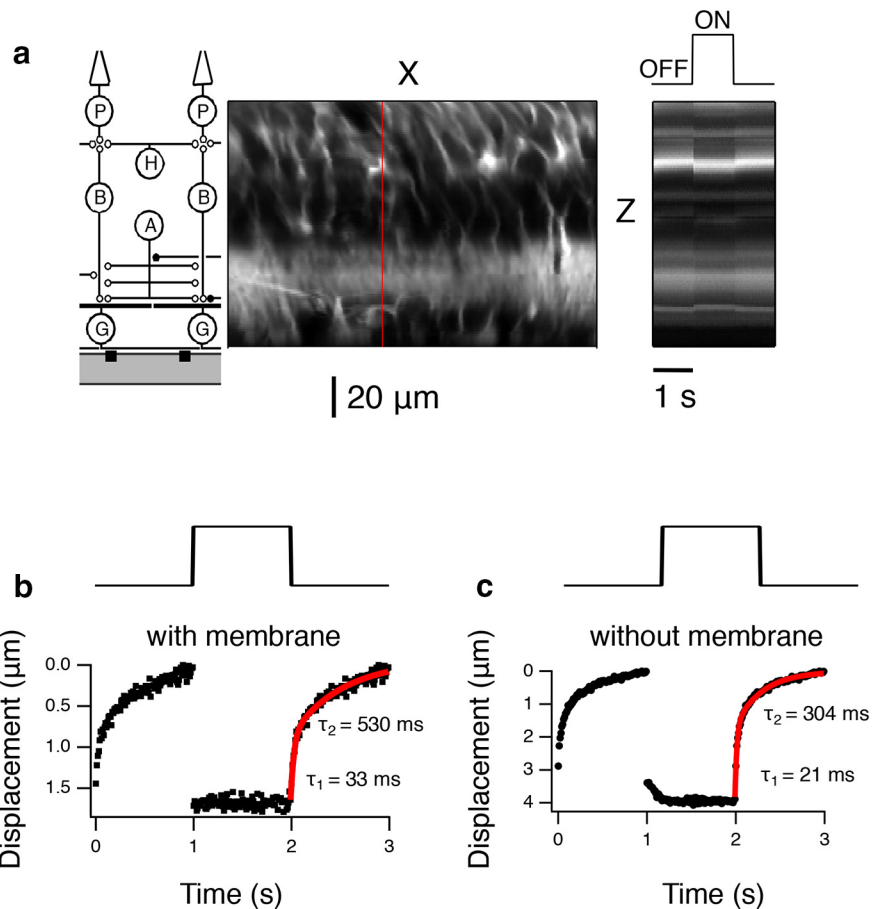 a
X
ON
OFF
P P
H
B B
A
G G
Z
20 μm
1 s
b
with membrane
Displacement (μm)
0.0
0.5
1.0
1.5
τ2 = 530 ms
τ1 = 33 ms
0 1 2 3
Time (s)
c
without membrane
Displacement (μm)
0
1
2
3
4
τ2 = 304 ms
τ1 = 21 ms
0 1 2 3
Time (s)